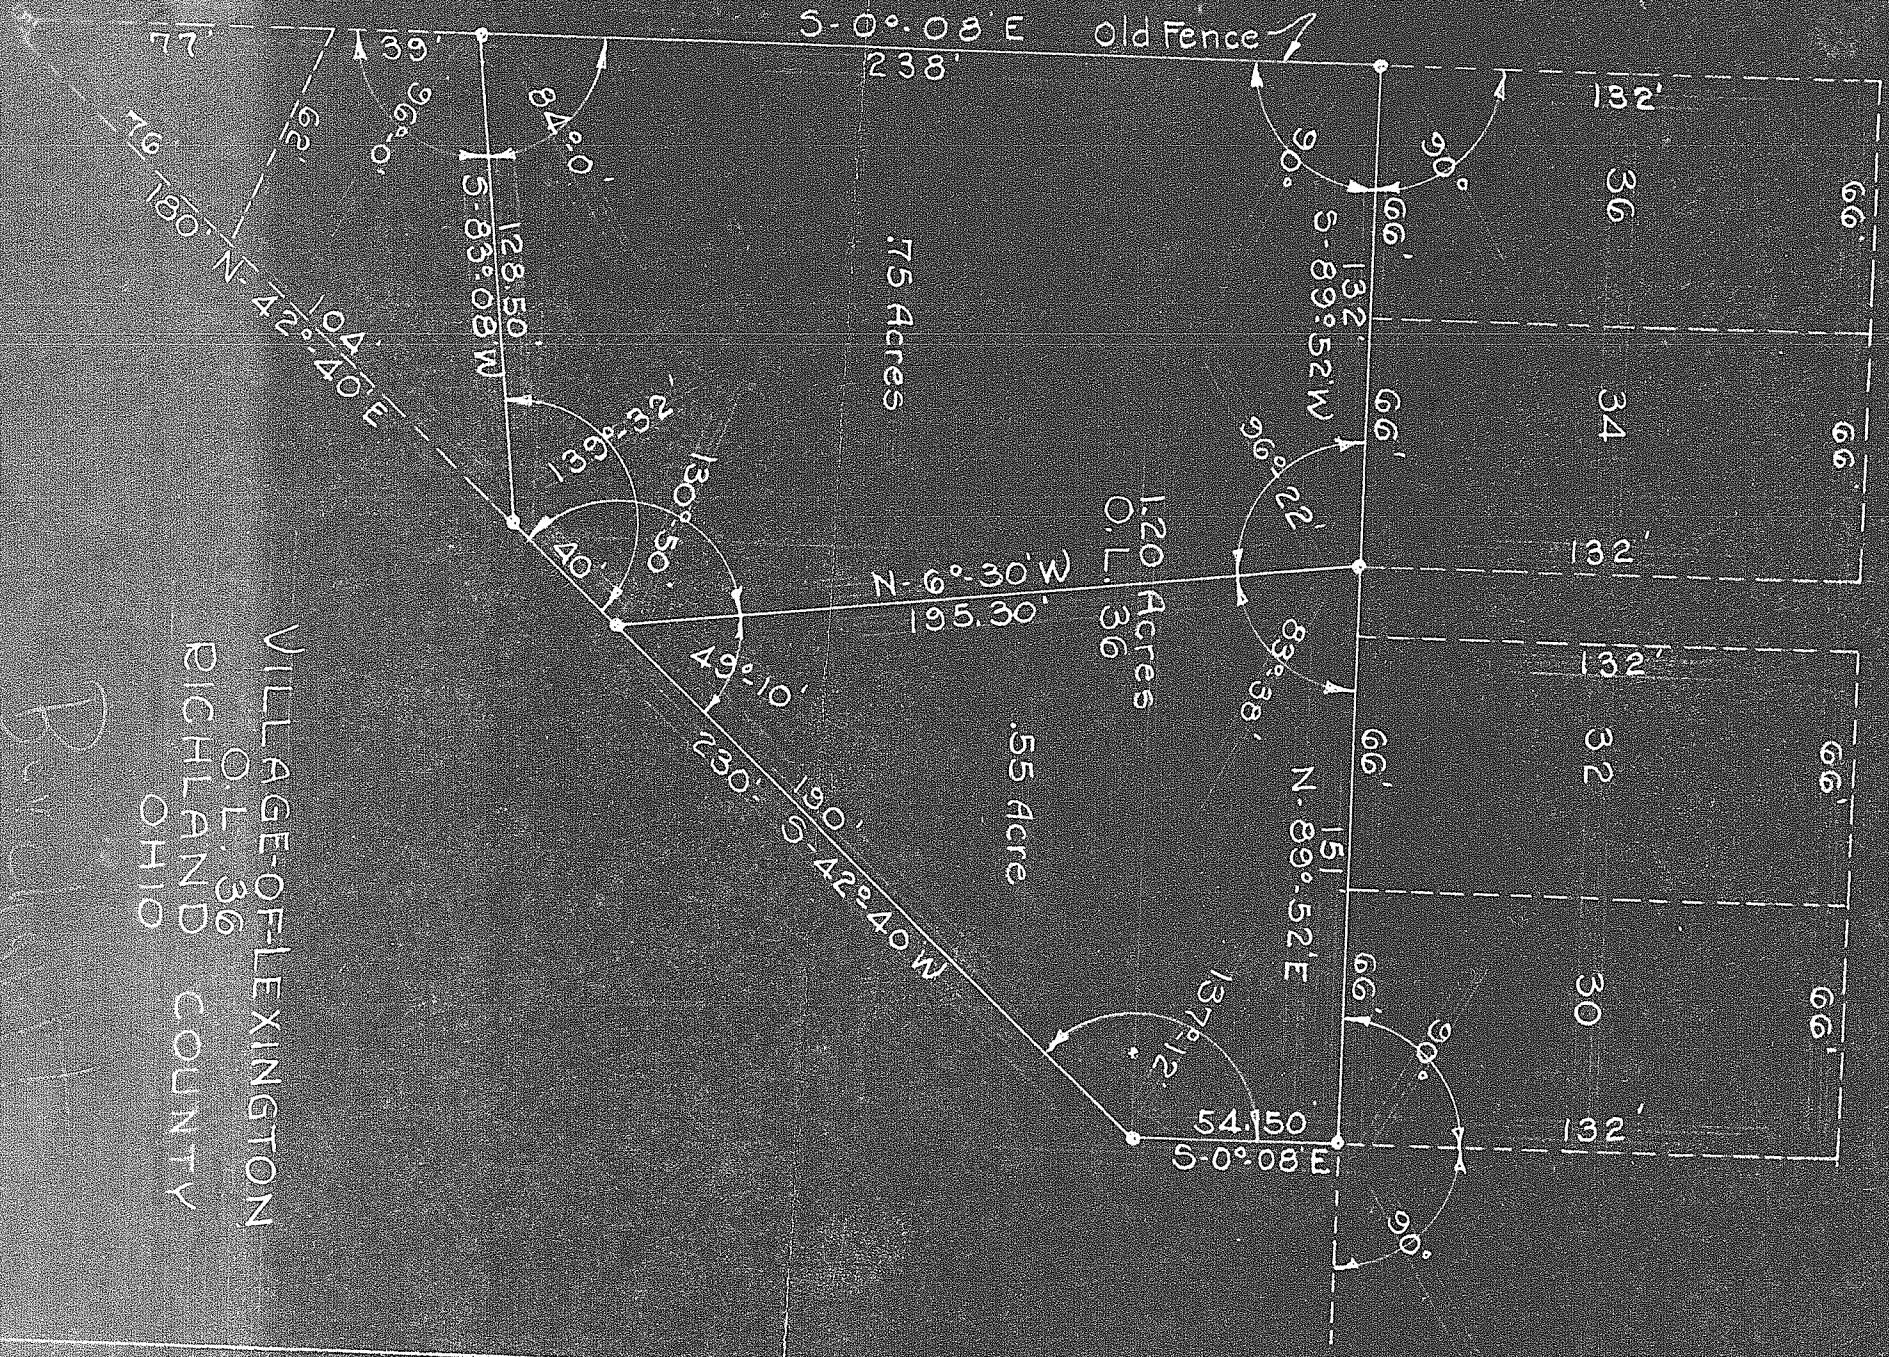 S-0°-08'E
Old Fence
77'
39'
238'
132'
62'
96°-0'
84°-0'
90°
90°
76
180'
N-42°-40'E
104'
S-83°-08'W
128.50'
.75 Acres
S-89°-52'W
132'
66'
66'
36
66'
34
66'
139°-32'
130°-50'
96°-22'
40'
N-6°-30'W
195.30'
1.20 Acres
O.L. 36
132'
49°-10'
83°-38'
132'
230'
190'
S-42°-40'W
.55 Acre
N-89°-52'E
151
66'
66'
32
66'
30
66'
137°-12'
90°
54.150'
S-0°-08'E
132'
90°
VILLAGE-OF-LEXINGTON
O.L. 36
RICHLAND COUNTY
OHIO